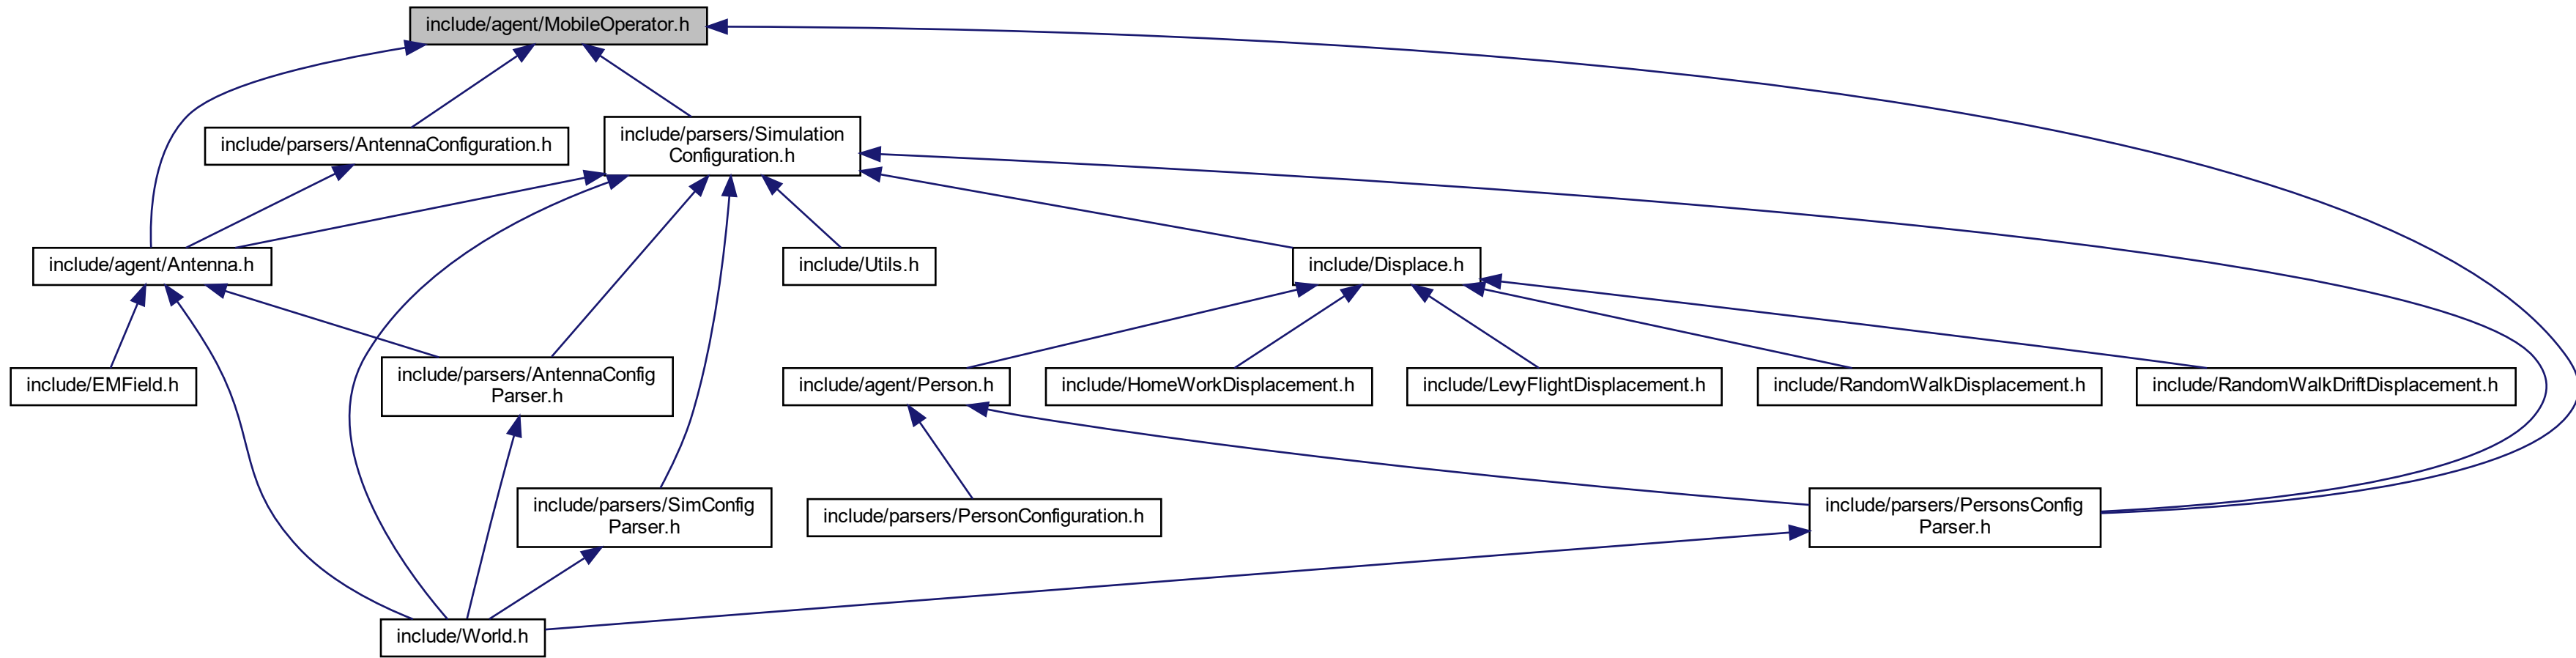 include/agent/MobileOperator.h
include/parsers/AntennaConfiguration.h
include/parsers/Simulation
Configuration.h
include/agent/Antenna.h
include/Utils.h
include/Displace.h
include/EMField.h
include/parsers/AntennaConfig
Parser.h
include/agent/Person.h
include/HomeWorkDisplacement.h
include/LevyFlightDisplacement.h
include/RandomWalkDisplacement.h
include/RandomWalkDriftDisplacement.h
include/parsers/SimConfig
Parser.h
include/parsers/PersonConfiguration.h
include/parsers/PersonsConfig
Parser.h
include/World.h